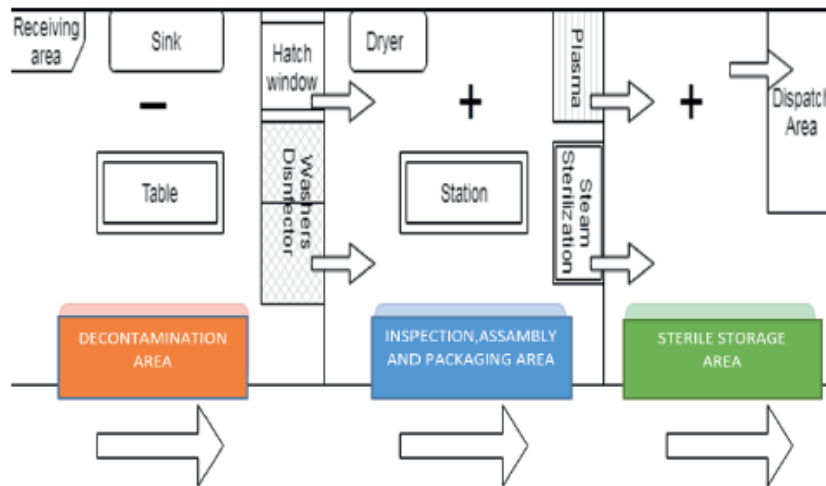 Receiving
area
Sink
Hatch
window
Dryer
Plasma
Dispatch
Area
Table
Washers
Disnfector
Station
Steam
Sterilization
DECONTAMINATION
AREA
INSPECTION,ASSAMBLY
AND PACKAGING AREA
STERILE STORAGE
AREA